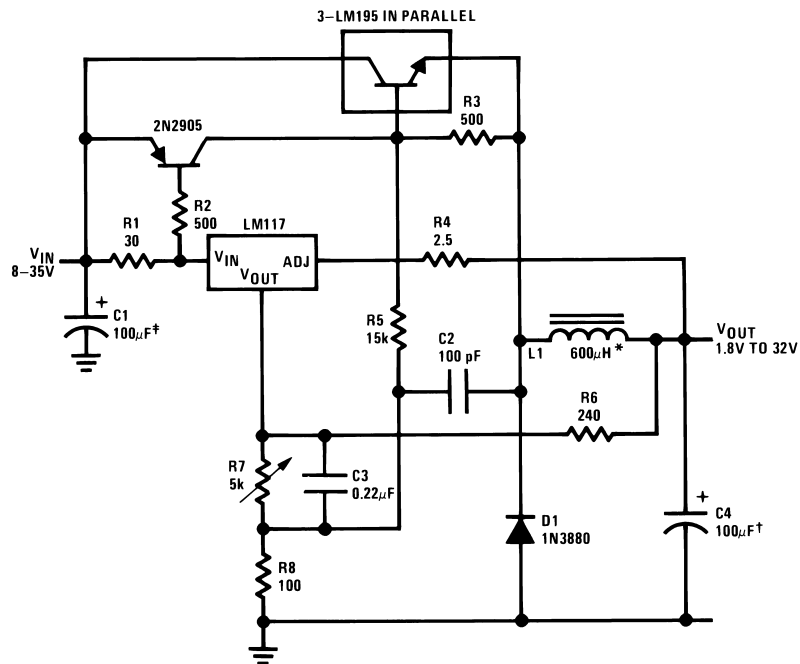 3–LM195 IN PARALLEL
R3
500
2N2905
R2
500
LM117
R1
30
R4
2.5
VIN
8–35V
VIN
ADJ
VOUT
+
C1
100μF‡
R5
15k
C2
100 pF
L1
600μH *
VOUT
1.8V TO 32V
R6
240
R7
5k
C3
0.22μF
D1
1N3880
+
C4
100μF†
R8
100